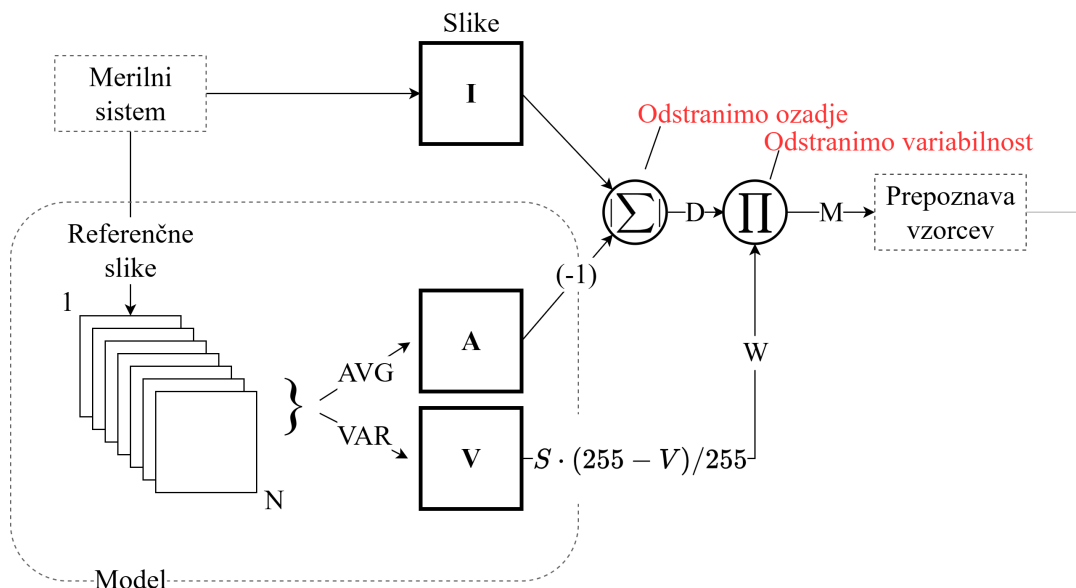 Slike
Merilni
sistem
I
Odstranimo ozadje
Odstranimo variabilnost
|∑|
D
∏
M
Prepoznava
vzorcev
Referenčne
slike
(-1)
1
A
W
}
AVG
VAR
V
S · (255 − V)/255
N
Model